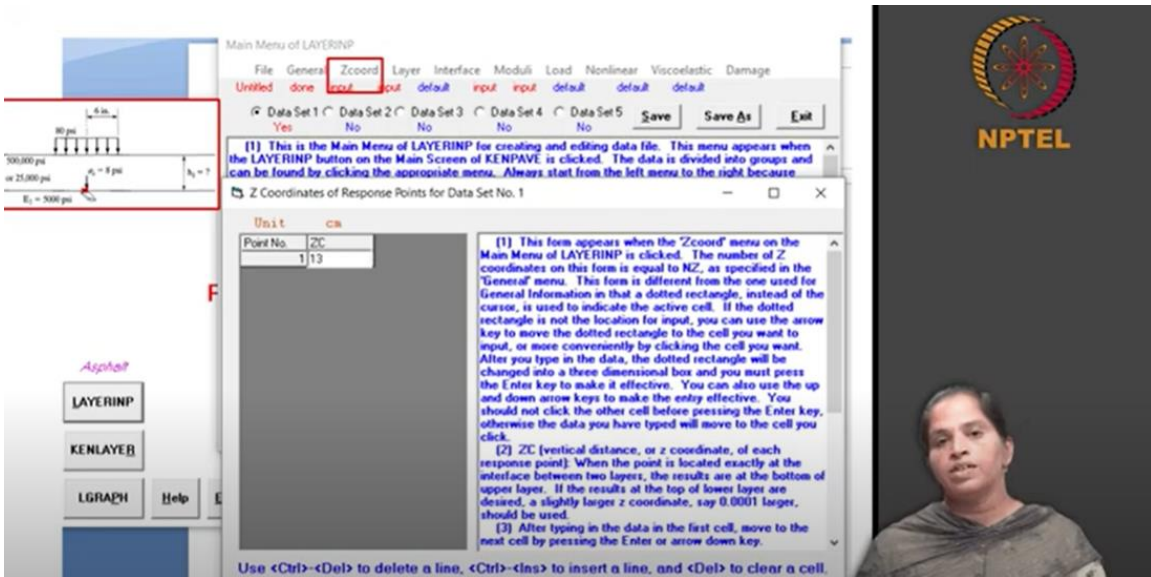 Main Menu of LAYERINP
File General Zcoord Layer Interface Moduli Load Nonlinear Viscoelastic Damage
Untitled done input input default input input default default default
Data Set 1 Data Set 2 Data Set 3 Data Set 4 Data Set 5 Save Save As Exit
Yes No No No No
(1) This is the Main Menu of LAYERINP for creating and editing data file. This menu appears when
the LAYERINP button on the Main Screen of KENPAVE is clicked. The data is divided into groups and
can be found by clicking the appropriate menu. Always start from the left menu to the right because
6 in.
80 psi
500,000 psi
or 25,000 psi
= 8 psi
h₁ = ?
E₂ = 5000 psi
Z Coordinates of Response Points for Data Set No. 1
Unit cm
Point No. ZC
1 13
(1) This form appears when the 'Zcoord' menu on the
Main Menu of LAYERINP is clicked. The number of Z
coordinates on this form is equal to NZ, as specified in the
'General' menu. This form is different from the one used for
General Information in that a dotted rectangle, instead of the
cursor, is used to indicate the active cell. If the dotted
rectangle is not the location for input, you can use the arrow
key to move the dotted rectangle to the cell you want to
input, or more conveniently by clicking the cell you want.
After you type in the data, the dotted rectangle will be
changed into a three dimensional box and you must press
the Enter key to make it effective. You can also use the up
and down arrow keys to make the entry effective. You
should not click the other cell before pressing the Enter key,
otherwise the data you have typed will move to the cell you
click.
(2) ZC (vertical distance, or z coordinate, of each
response point): When the point is located exactly at the
interface between two layers, the results are at the bottom of
upper layer. If the results at the top of lower layer are
desired, a slightly larger z coordinate, say 0.0001 larger,
should be used.
(3) After typing in the data in the first cell, move to the
next cell by pressing the Enter or arrow down key.
Use <Ctrl>-<Del> to delete a line, <Ctrl>-<Ins> to insert a line, and <Del> to clear a cell.
F
Asphalt
LAYERINP
KENLAYER
LGRAPH Help E
NPTEL